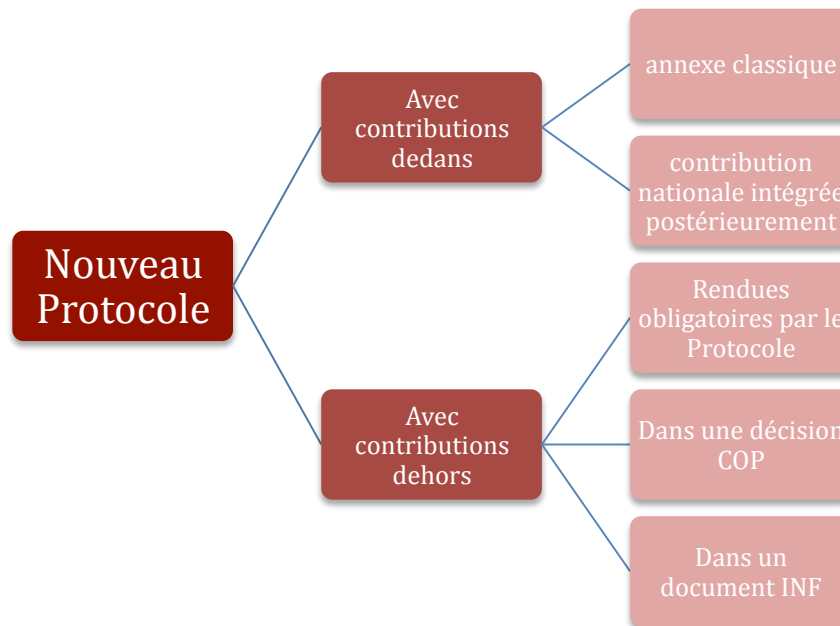 Nouveau
Protocole
Avec
contributions
dedans
annexe classique
contribution
nationale intégrée
postérieurement
Avec
contributions
dehors
Rendues
obligatoires par le
Protocole
Dans une décision
COP
Dans un
document INF